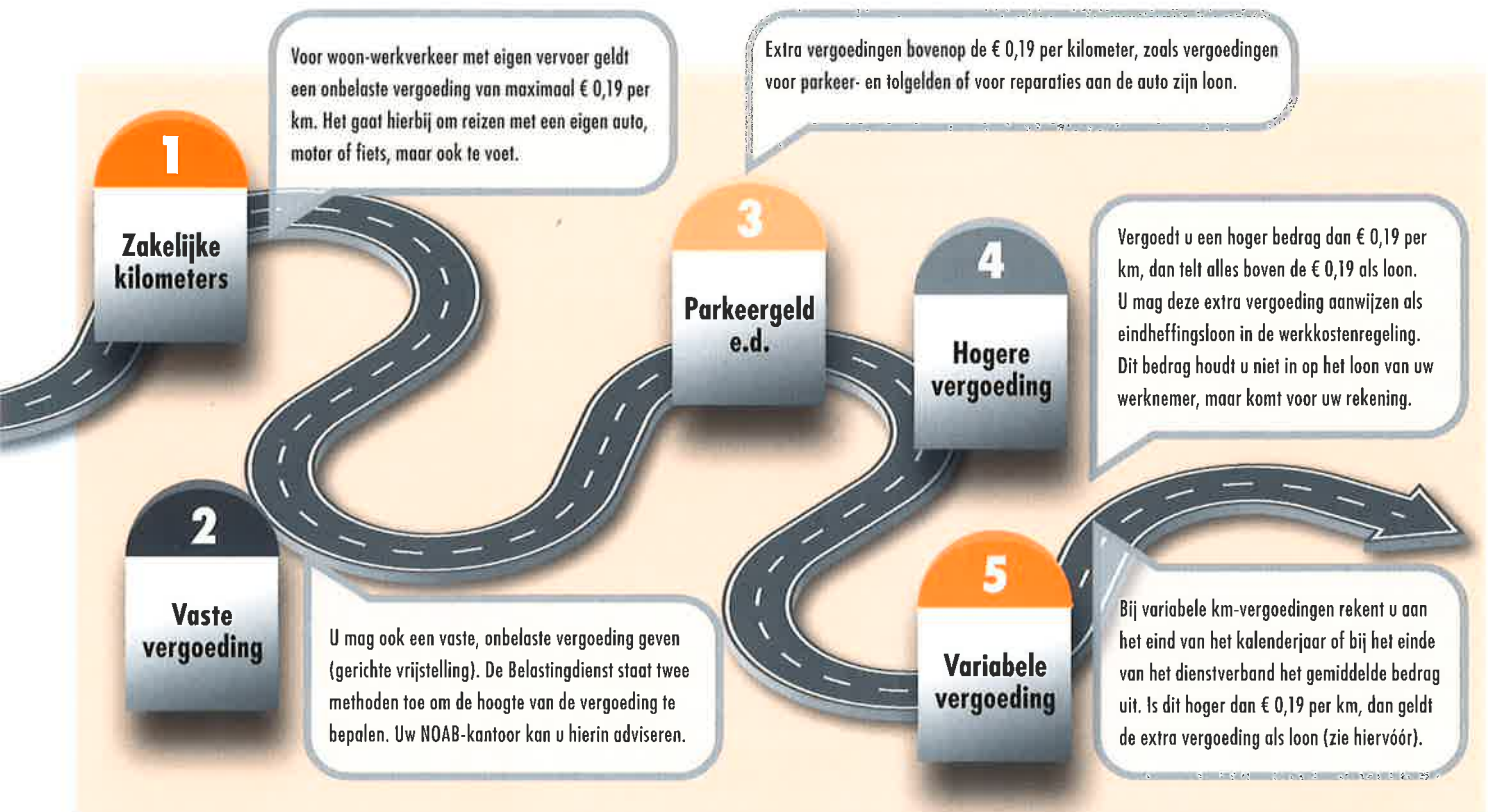 1
Zakelijke
kilometers
Voor woon-werkverkeer met eigen vervoer geldt
een onbelaste vergoeding van maximaal € 0,19 per
km. Het gaat hierbij om reizen met een eigen auto,
motor of fiets, maar ook te voet.
2
Vaste
vergoeding
U mag ook een vaste, onbelaste vergoeding geven
(gerichte vrijstelling). De Belastingdienst staat twee
methoden toe om de hoogte van de vergoeding te
bepalen. Uw NOAB-kantoor kan u hierin adviseren.
3
Parkeergeld
e.d.
Extra vergoedingen bovenop de € 0,19 per kilometer, zoals vergoedingen
voor parkeer- en tolgelden of voor reparaties aan de auto zijn loon.
4
Hogere
vergoeding
Vergoedt u een hoger bedrag dan € 0,19 per
km, dan telt alles boven de € 0,19 als loon.
U mag deze extra vergoeding aanwijzen als
eindheffingsloon in de werkkostenregeling.
Dit bedrag houdt u niet in op het loon van uw
werknemer, maar komt voor uw rekening.
5
Variabele
vergoeding
Bij variabele km-vergoedingen rekent u aan
het eind van het kalenderjaar of bij het einde
van het dienstverband het gemiddelde bedrag
uit. Is dit hoger dan € 0,19 per km, dan geldt
de extra vergoeding als loon (zie hiervóór).